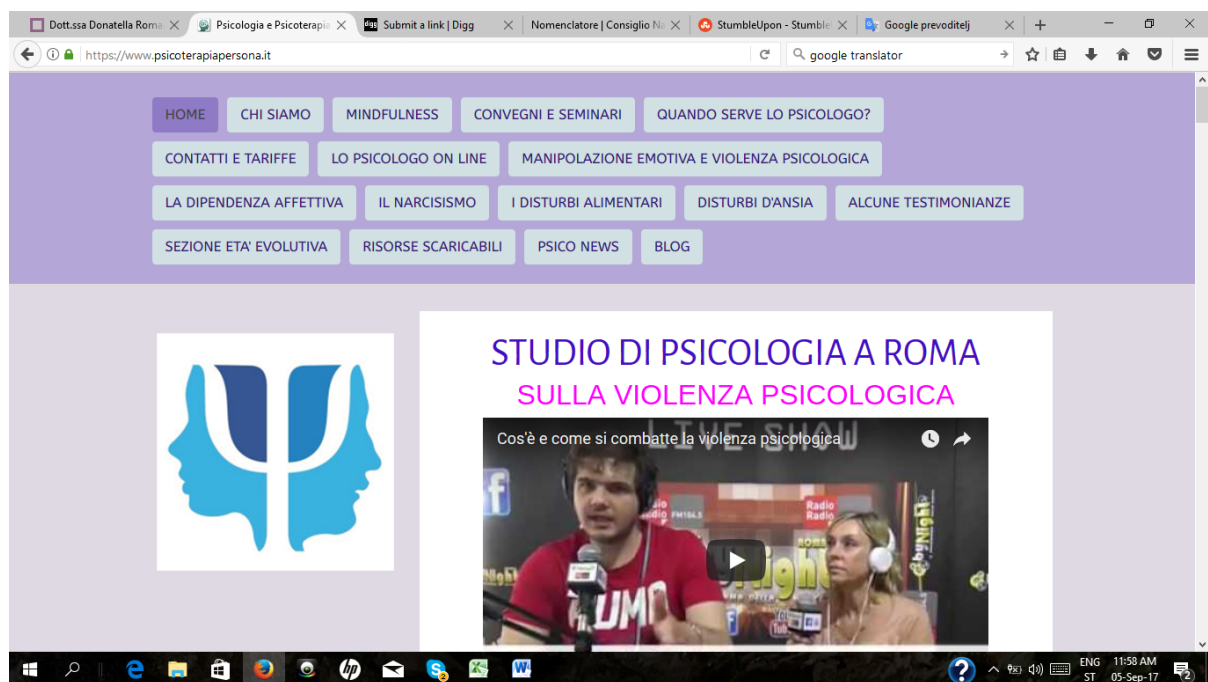 Dott.ssa Donatella Roma
Psicologia e Psicoterapia
Submit a link | Digg
Nomenclatore | Consiglio Na
StumbleUpon - Stumble
Google prevoditelj
https://www.psicoterapiapersona.it
google translator
HOME CHI SIAMO MINDFULNESS CONVEGNI E SEMINARI QUANDO SERVE LO PSICOLOGO?
CONTATTI E TARIFFE LO PSICOLOGO ON LINE MANIPOLAZIONE EMOTIVA E VIOLENZA PSICOLOGICA
LA DIPENDENZA AFFETTIVA IL NARCISISMO I DISTURBI ALIMENTARI DISTURBI D'ANSIA ALCUNE TESTIMONIANZE
SEZIONE ETA' EVOLUTIVA RISORSE SCARICABILI PSICO NEWS BLOG
STUDIO DI PSICOLOGIA A ROMA
SULLA VIOLENZA PSICOLOGICA
Cos'è e come si combatte la violenza psicologica
LIVE SHOW
Radio
Radio
ENG 11:58 AM
ST 05-Sep-17